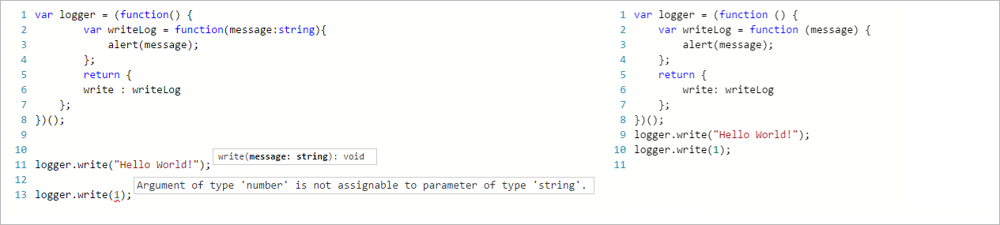 1 var logger = (function() {
2 var writeLog = function(message:string){
3 alert(message);
4 };
5 return {
6 write : writeLog
7 };
8 })();
9
10
write(message: string): void
11 logger.write("Hello World!");
12
Argument of type 'number' is not assignable to parameter of type 'string'.
13 logger.write(1);
1 var logger = (function () {
2 var writeLog = function (message) {
3 alert(message);
4 };
5 return {
6 write: writeLog
7 };
8 })();
9 logger.write("Hello World!");
10 logger.write(1);
11